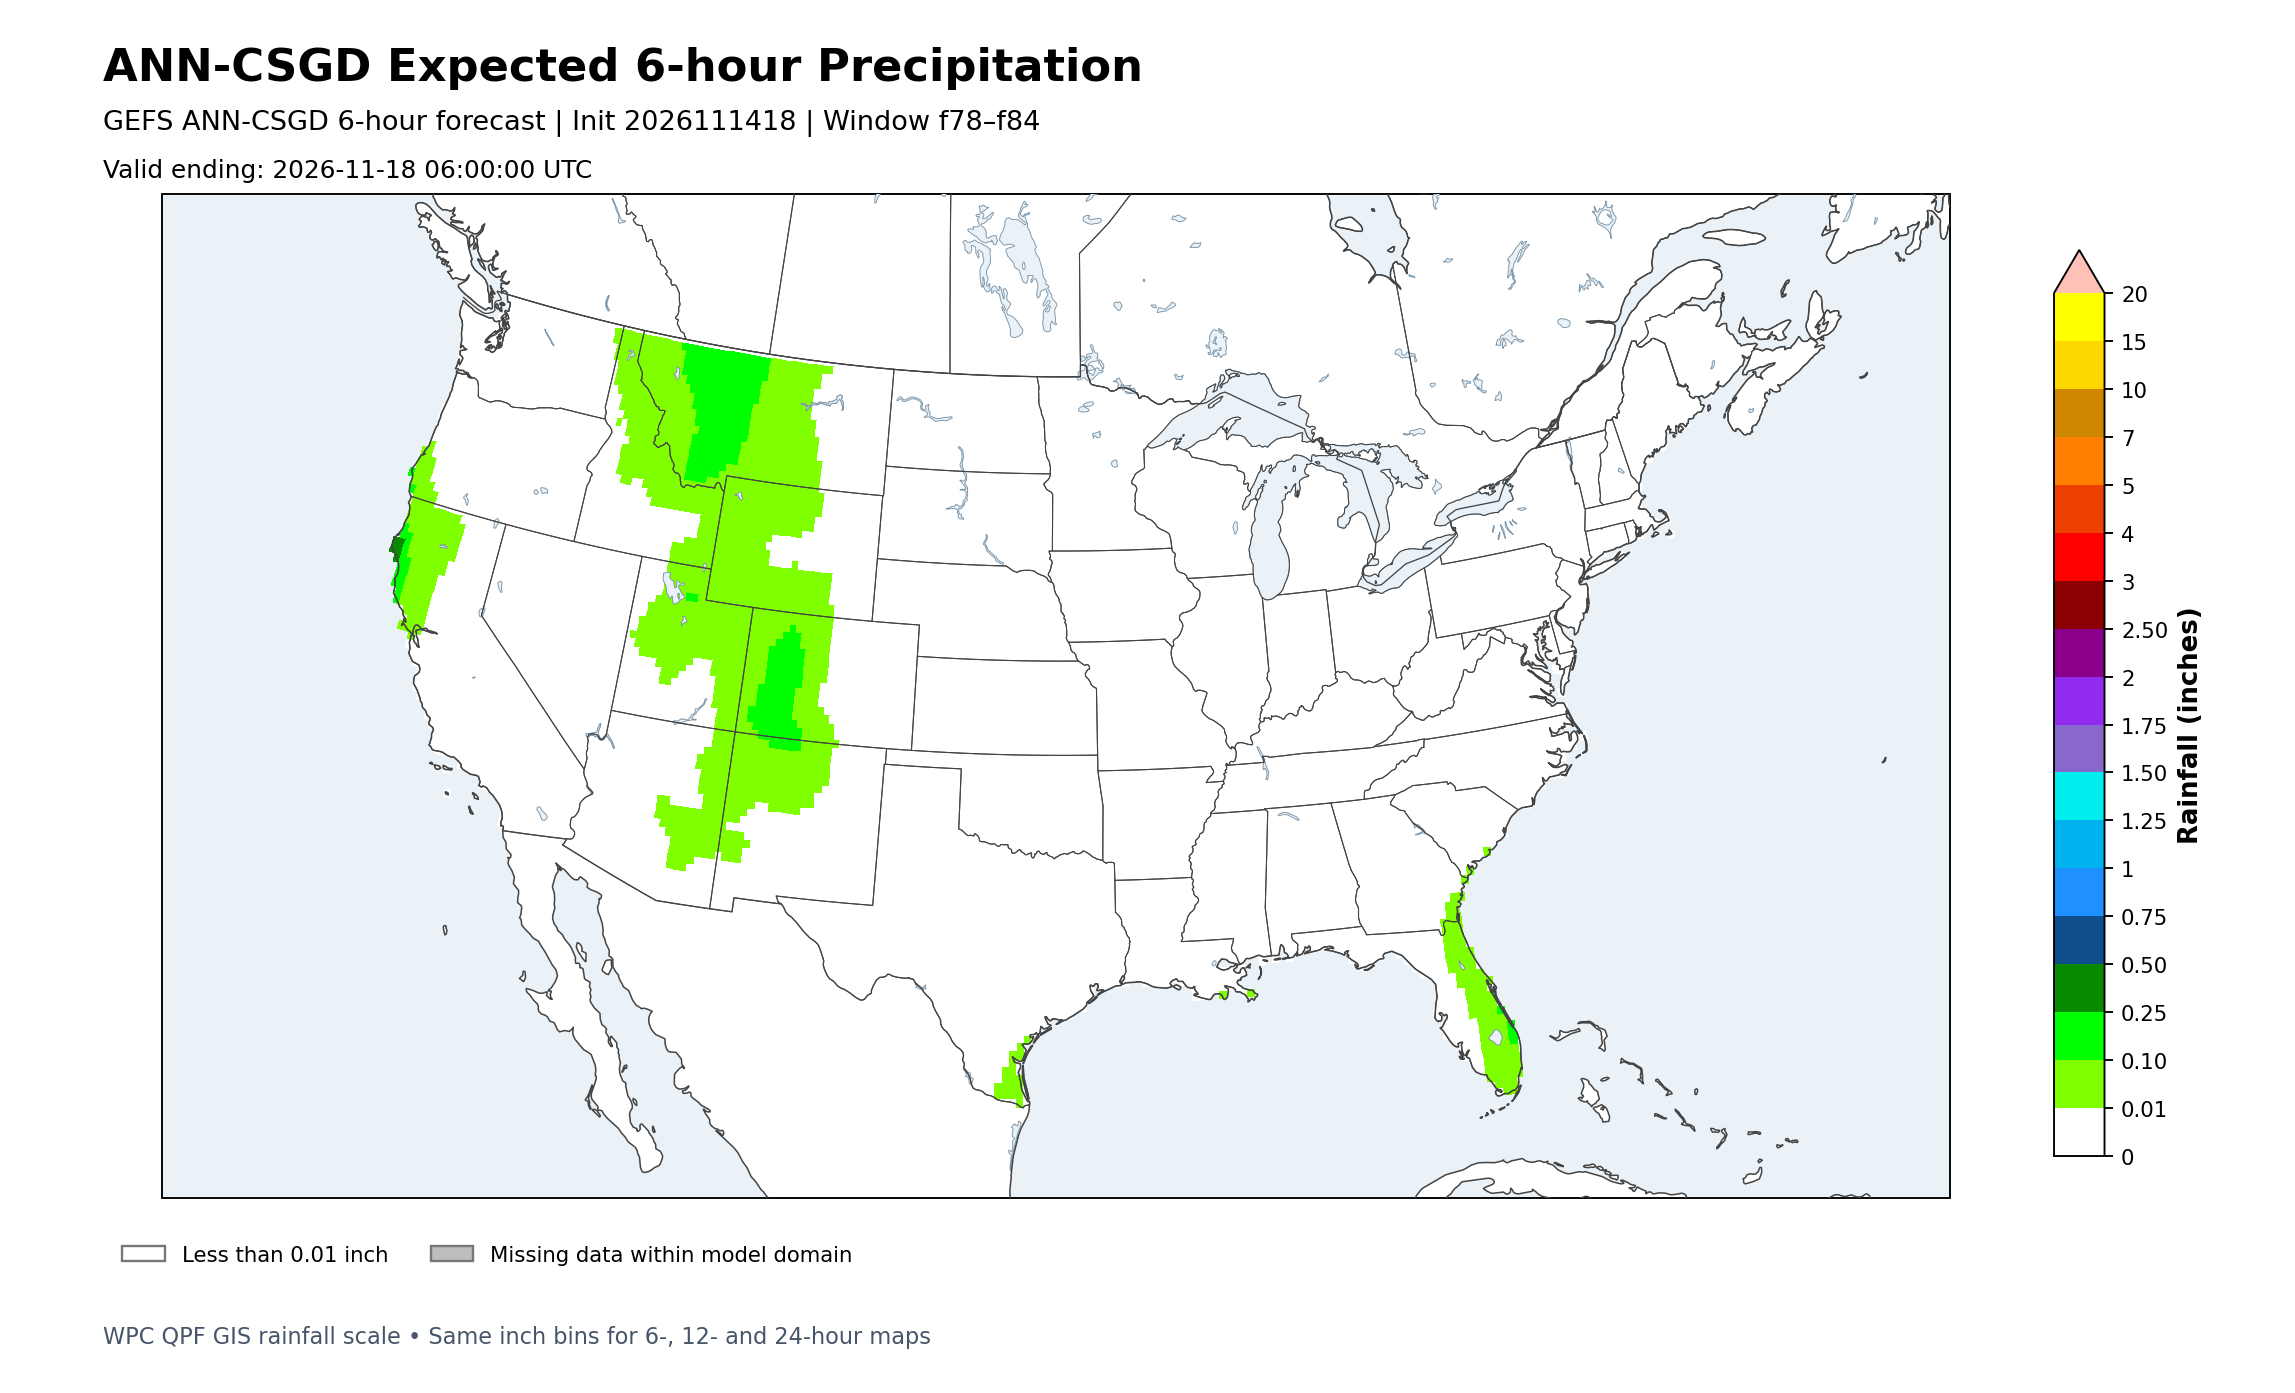 ANN-CSGD Expected 6-hour Precipitation
GEFS ANN-CSGD 6-hour forecast | Init 2026111418 | Window f78–f84
Valid ending: 2026-11-18 06:00:00 UTC
20
15
10
7
5
4
3
2.50
2
1.75
1.50
1.25
1
0.75
0.50
0.25
0.10
0.01
0
Rainfall (inches)
Less than 0.01 inch
Missing data within model domain
WPC QPF GIS rainfall scale • Same inch bins for 6-, 12- and 24-hour maps